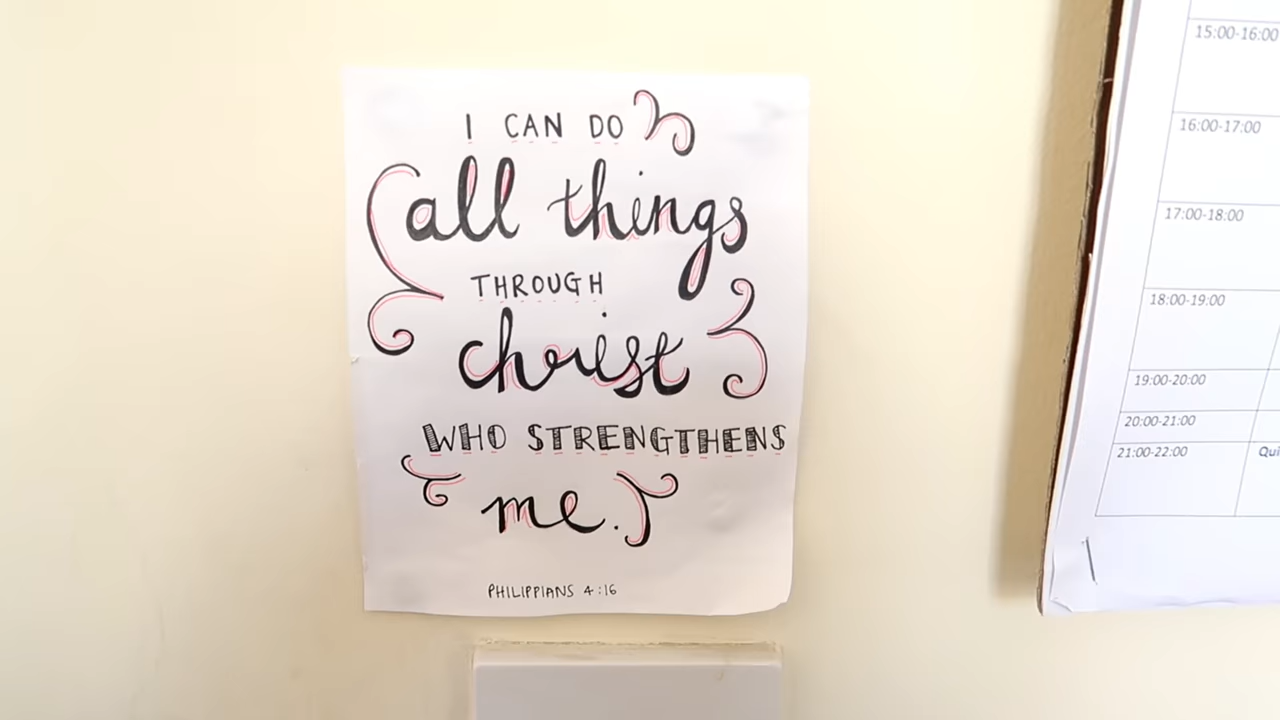 I CAN DO
all things
THROUGH
christ
WHO STRENGTHENS
me.
PHILIPPIANS 4:16
15:00-16:00
16:00-17:00
17:00-18:00
18:00-19:00
19:00-20:00
20:00-21:00
21:00-22:00